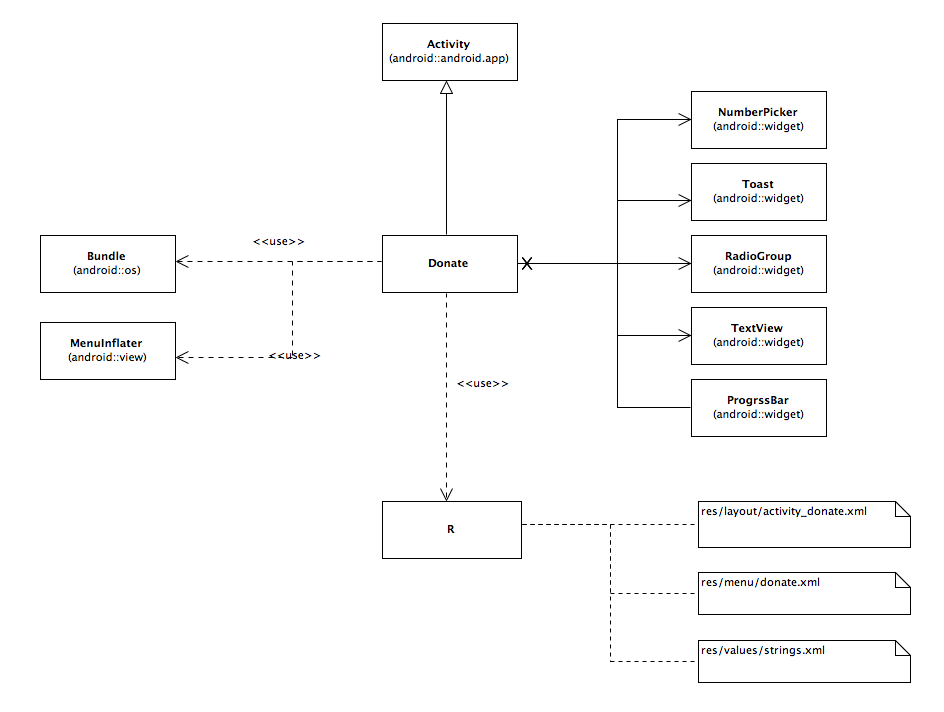 Activity
(android::android.app)
NumberPicker
(android::widget)
Toast
(android::widget)
<<use>>
Bundle
(android::os)
Donate
RadioGroup
(android::widget)
MenuInflater
(android::view)
<<use>>
TextView
(android::widget)
<<use>>
ProgrssBar
(android::widget)
R
res/layout/activity_donate.xml
res/menu/donate.xml
res/values/strings.xml